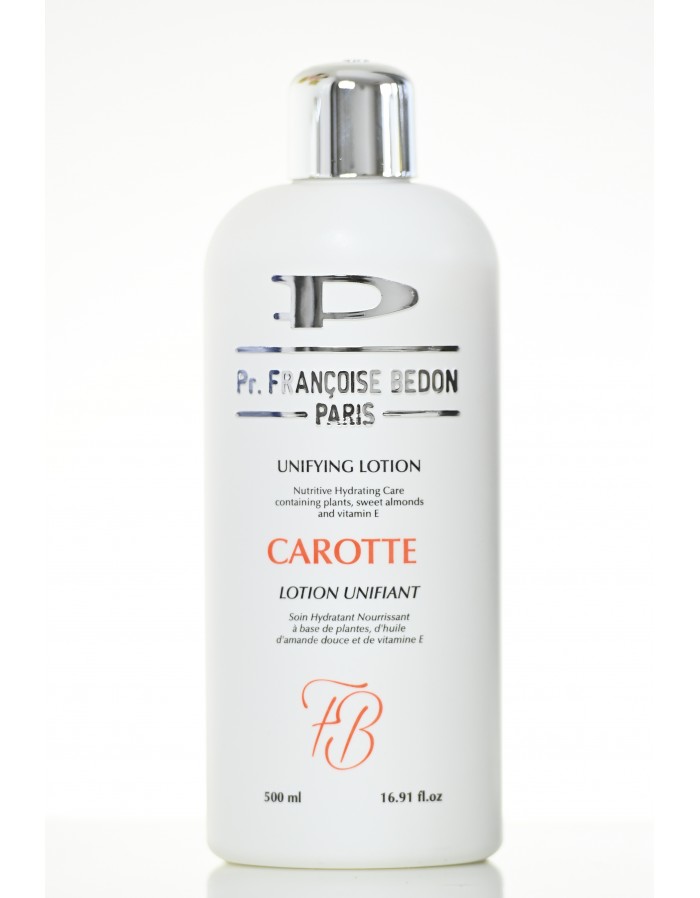 P
Pr. FRANÇOISE BEDON
PARIS
UNIFYING LOTION
Nutritive Hydrating Care
containing plants, sweet almonds
and vitamin E
CAROTTE
LOTION UNIFIANT
Soin Hydratant Nourrissant
à base de plantes, d'huile
d'amande douce et de vitamine E
FB
500 ml 16.91 fl.oz